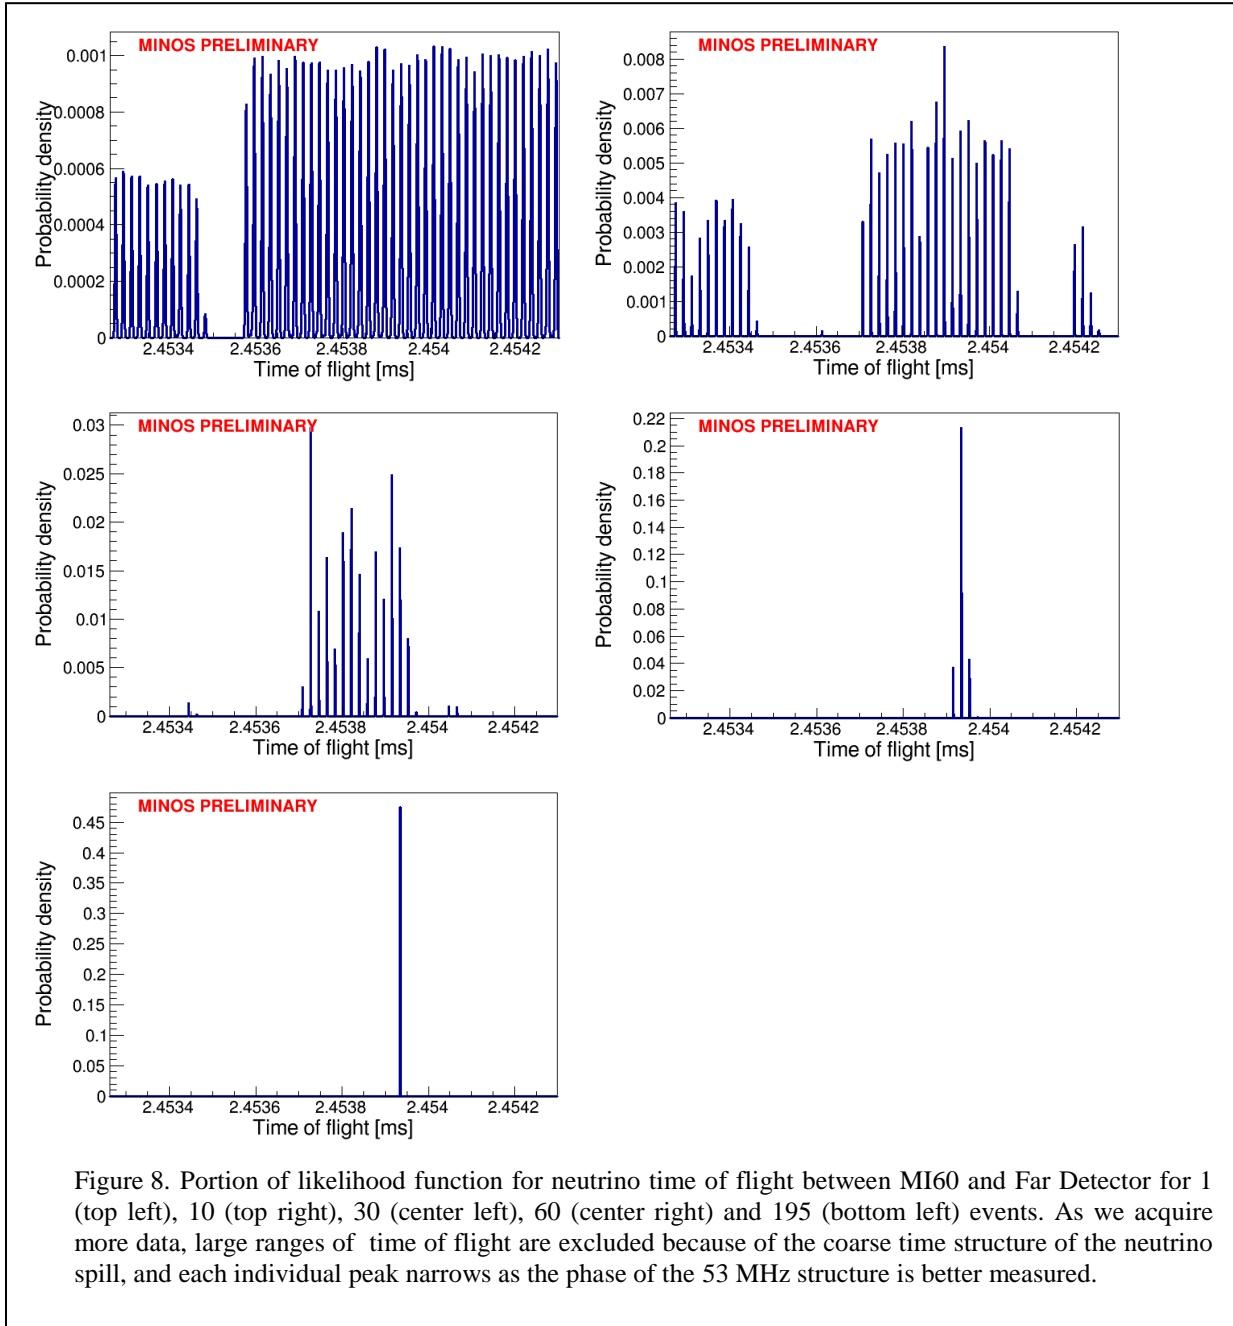 MINOS PRELIMINARY
0.001
0.0008
0.0006
0.0004
0.0002
0
Probability density
2.4534 2.4536 2.4538 2.454 2.4542
Time of flight [ms]
MINOS PRELIMINARY
0.008
0.007
0.006
0.005
0.004
0.003
0.002
0.001
0
Probability density
2.4534 2.4536 2.4538 2.454 2.4542
Time of flight [ms]
MINOS PRELIMINARY
0.03
0.025
0.02
0.015
0.01
0.005
0
Probability density
2.4534 2.4536 2.4538 2.454 2.4542
Time of flight [ms]
MINOS PRELIMINARY
0.22
0.2
0.18
0.16
0.14
0.12
0.1
0.08
0.06
0.04
0.02
0
Probability density
2.4534 2.4536 2.4538 2.454 2.4542
Time of flight [ms]
MINOS PRELIMINARY
0.45
0.4
0.35
0.3
0.25
0.2
0.15
0.1
0.05
0
Probability density
2.4534 2.4536 2.4538 2.454 2.4542
Time of flight [ms]
Figure 8. Portion of likelihood function for neutrino time of flight between MI60 and Far Detector for 1
(top left), 10 (top right), 30 (center left), 60 (center right) and 195 (bottom left) events. As we acquire
more data, large ranges of time of flight are excluded because of the coarse time structure of the neutrino
spill, and each individual peak narrows as the phase of the 53 MHz structure is better measured.